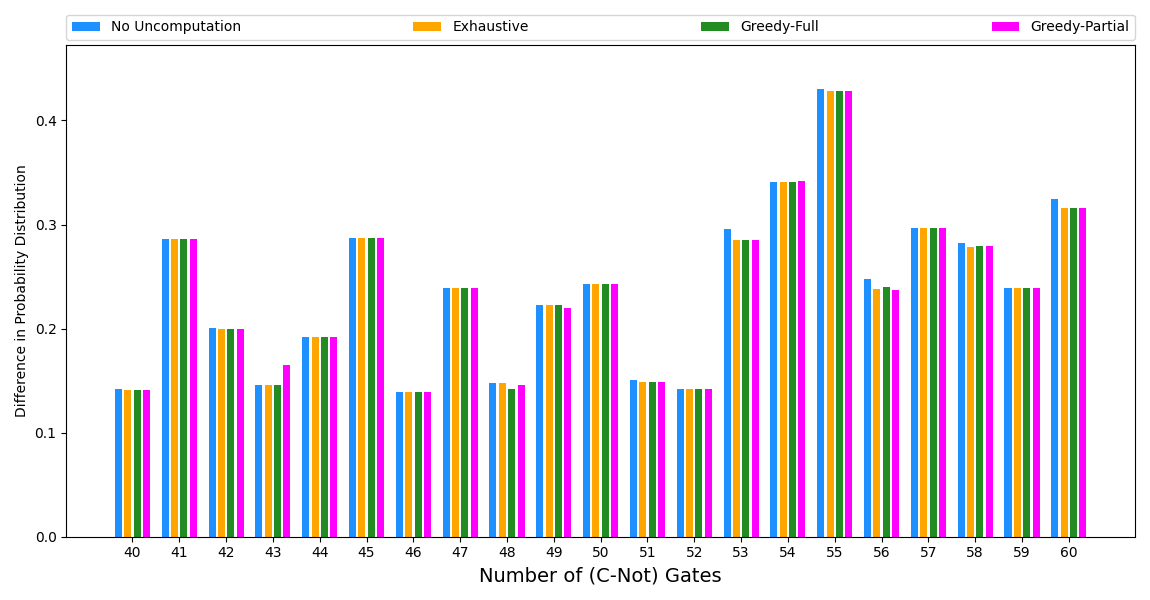 No Uncomputation Exhaustive Greedy-Full Greedy-Partial
Difference in Probability Distribution
0.4
0.3
0.2
0.1
0.0
40 41 42 43 44 45 46 47 48 49 50 51 52 53 54 55 56 57 58 59 60
Number of (C-Not) Gates